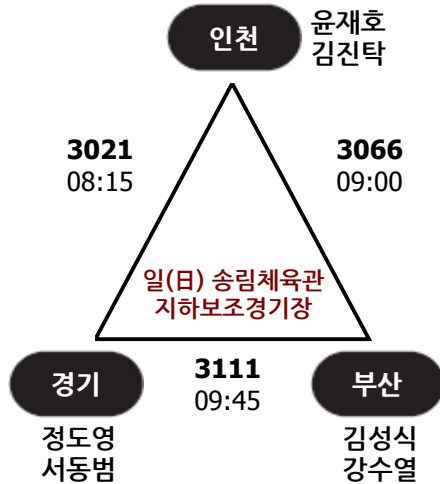 인천
윤재호
김진탁
3021
08:15
3066
09:00
일(日) 송림체육관
지하보조경기장
경기
3111
09:45
부산
정도영
서동범
김성식
강수열